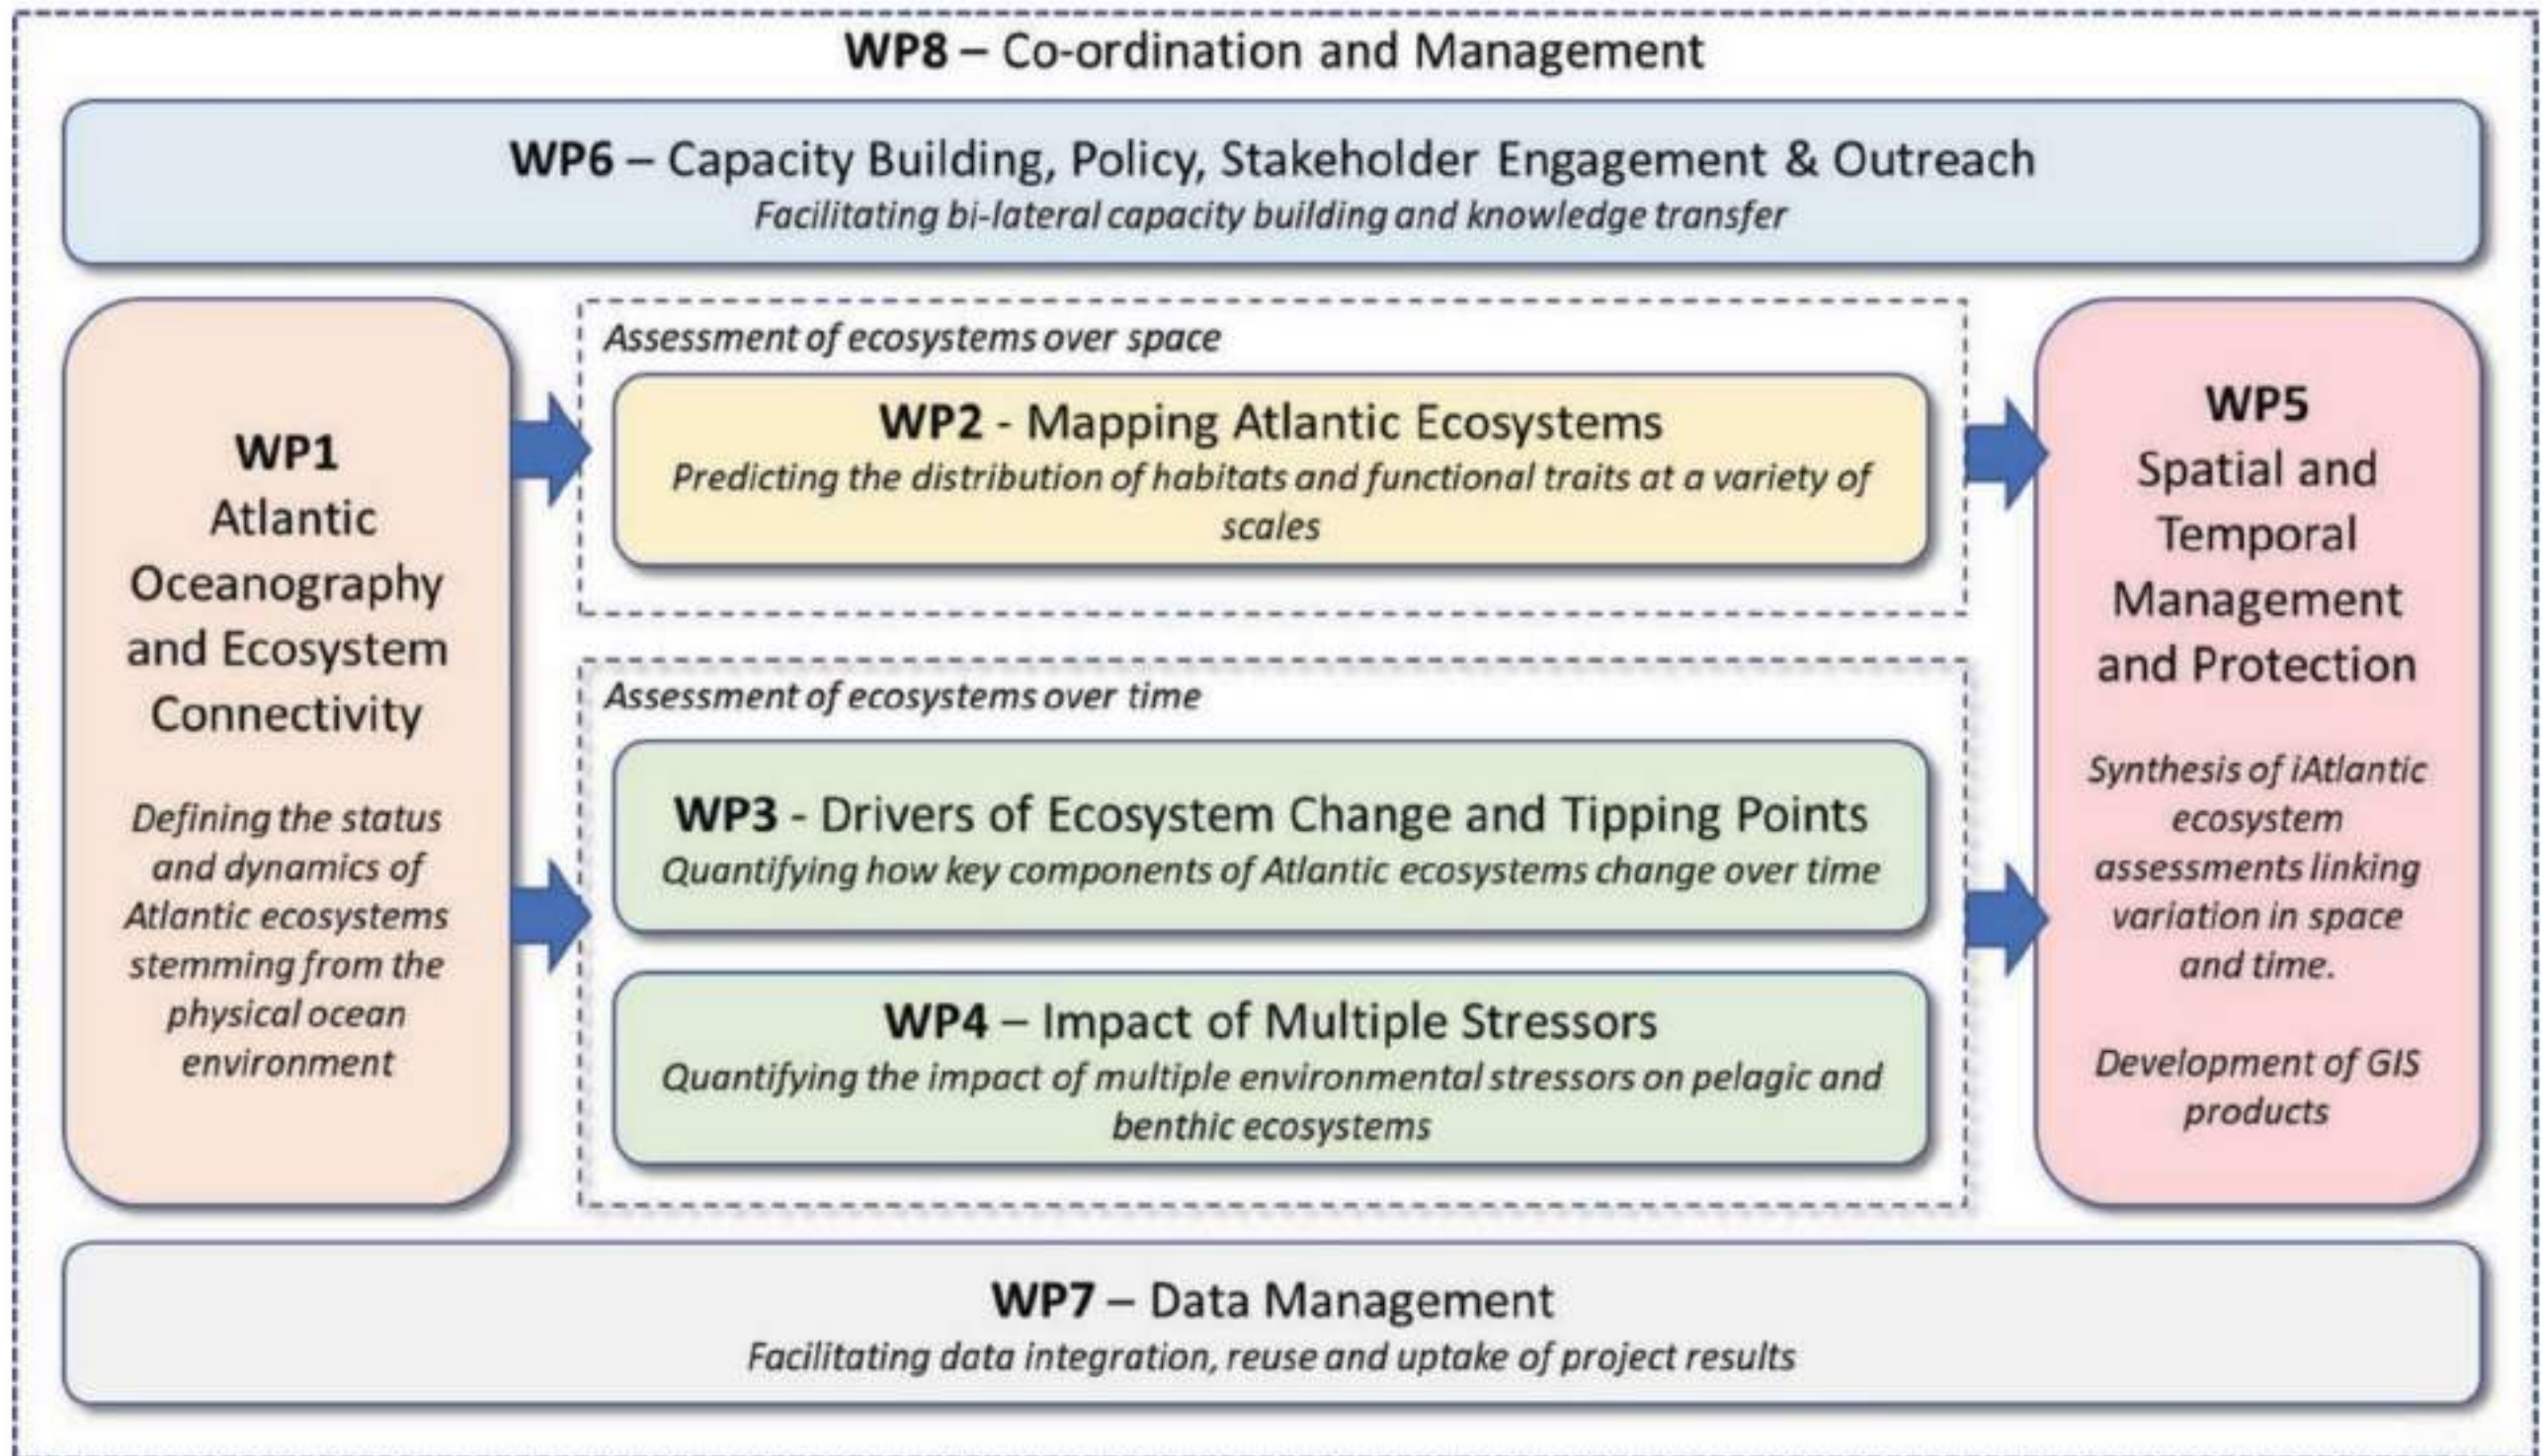 WP8 – Co-ordination and Management
WP6 – Capacity Building, Policy, Stakeholder Engagement & Outreach
Facilitating bi-lateral capacity building and knowledge transfer
WP1
Atlantic
Oceanography
and Ecosystem
Connectivity
Defining the status
and dynamics of
Atlantic ecosystems
stemming from the
physical ocean
environment
Assessment of ecosystems over space
WP2 - Mapping Atlantic Ecosystems
Predicting the distribution of habitats and functional traits at a variety of
scales
Assessment of ecosystems over time
WP3 - Drivers of Ecosystem Change and Tipping Points
Quantifying how key components of Atlantic ecosystems change over time
WP4 – Impact of Multiple Stressors
Quantifying the impact of multiple environmental stressors on pelagic and
benthic ecosystems
WP5
Spatial and
Temporal
Management
and Protection
Synthesis of iAtlantic
ecosystem
assessments linking
variation in space
and time.
Development of GIS
products
WP7 – Data Management
Facilitating data integration, reuse and uptake of project results